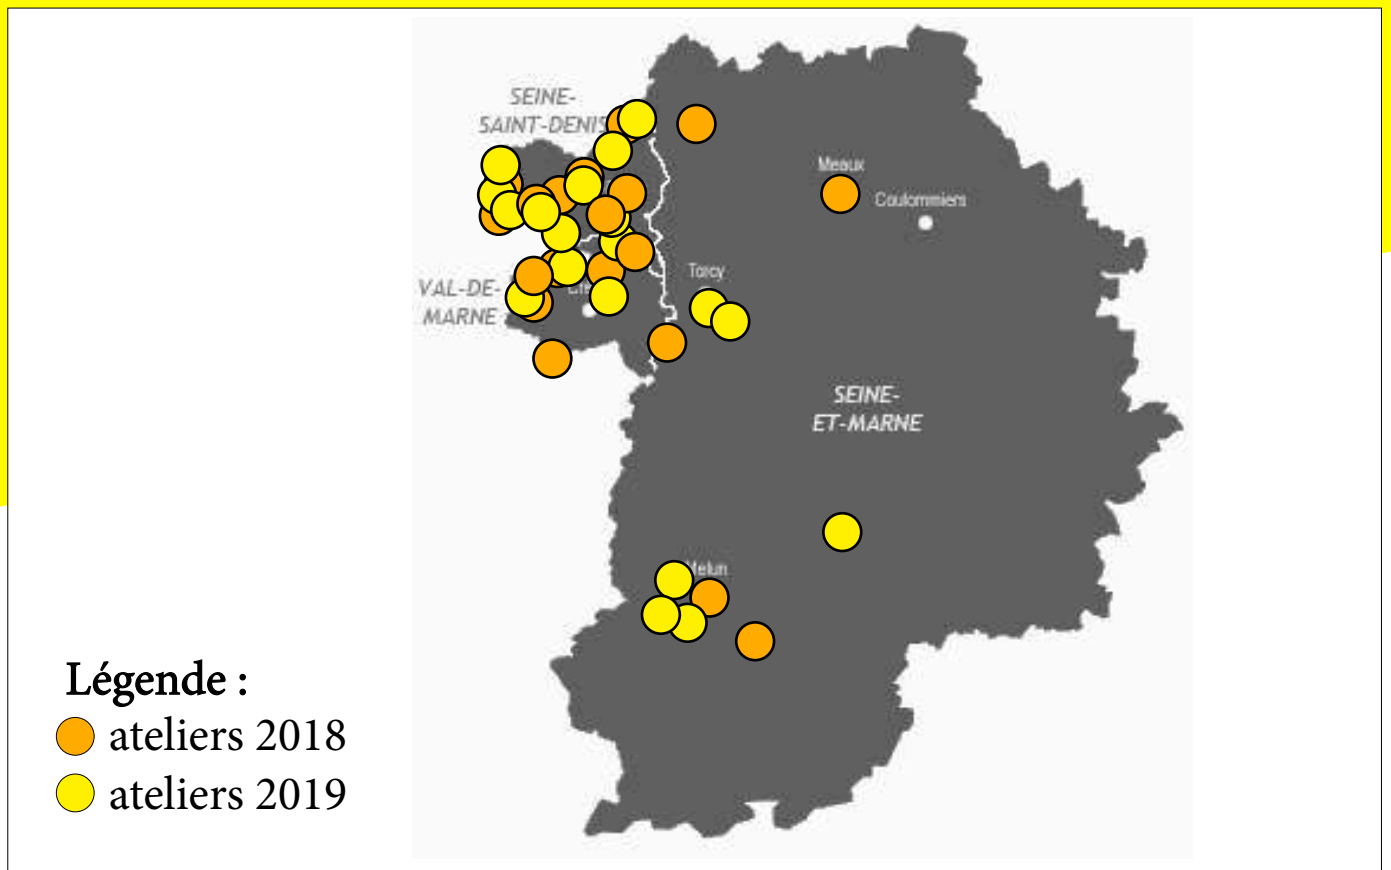 SEINE-
SAINT-DENIS
Meaux
Coulommiers
Torcy
VAL-DE-
MARNE
SEINE-
ET-MARNE
Melun
Légende :
ateliers 2018
ateliers 2019